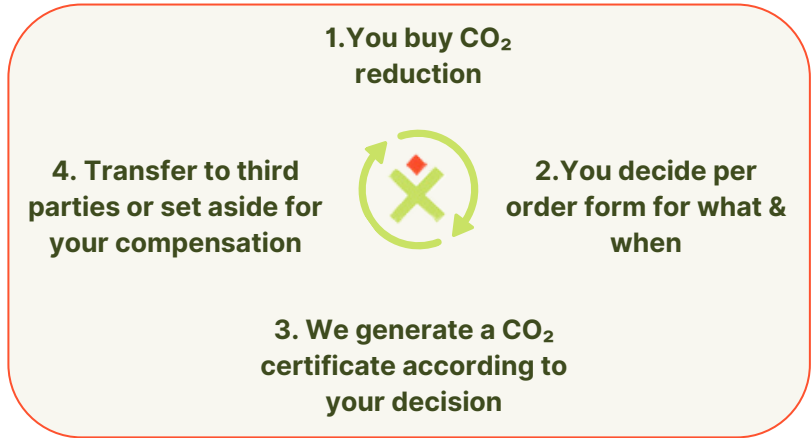 1.You buy CO₂
reduction
2.You decide per
order form for what &
when
3. We generate a CO₂
certificate according to
your decision
4. Transfer to third
parties or set aside for
your compensation